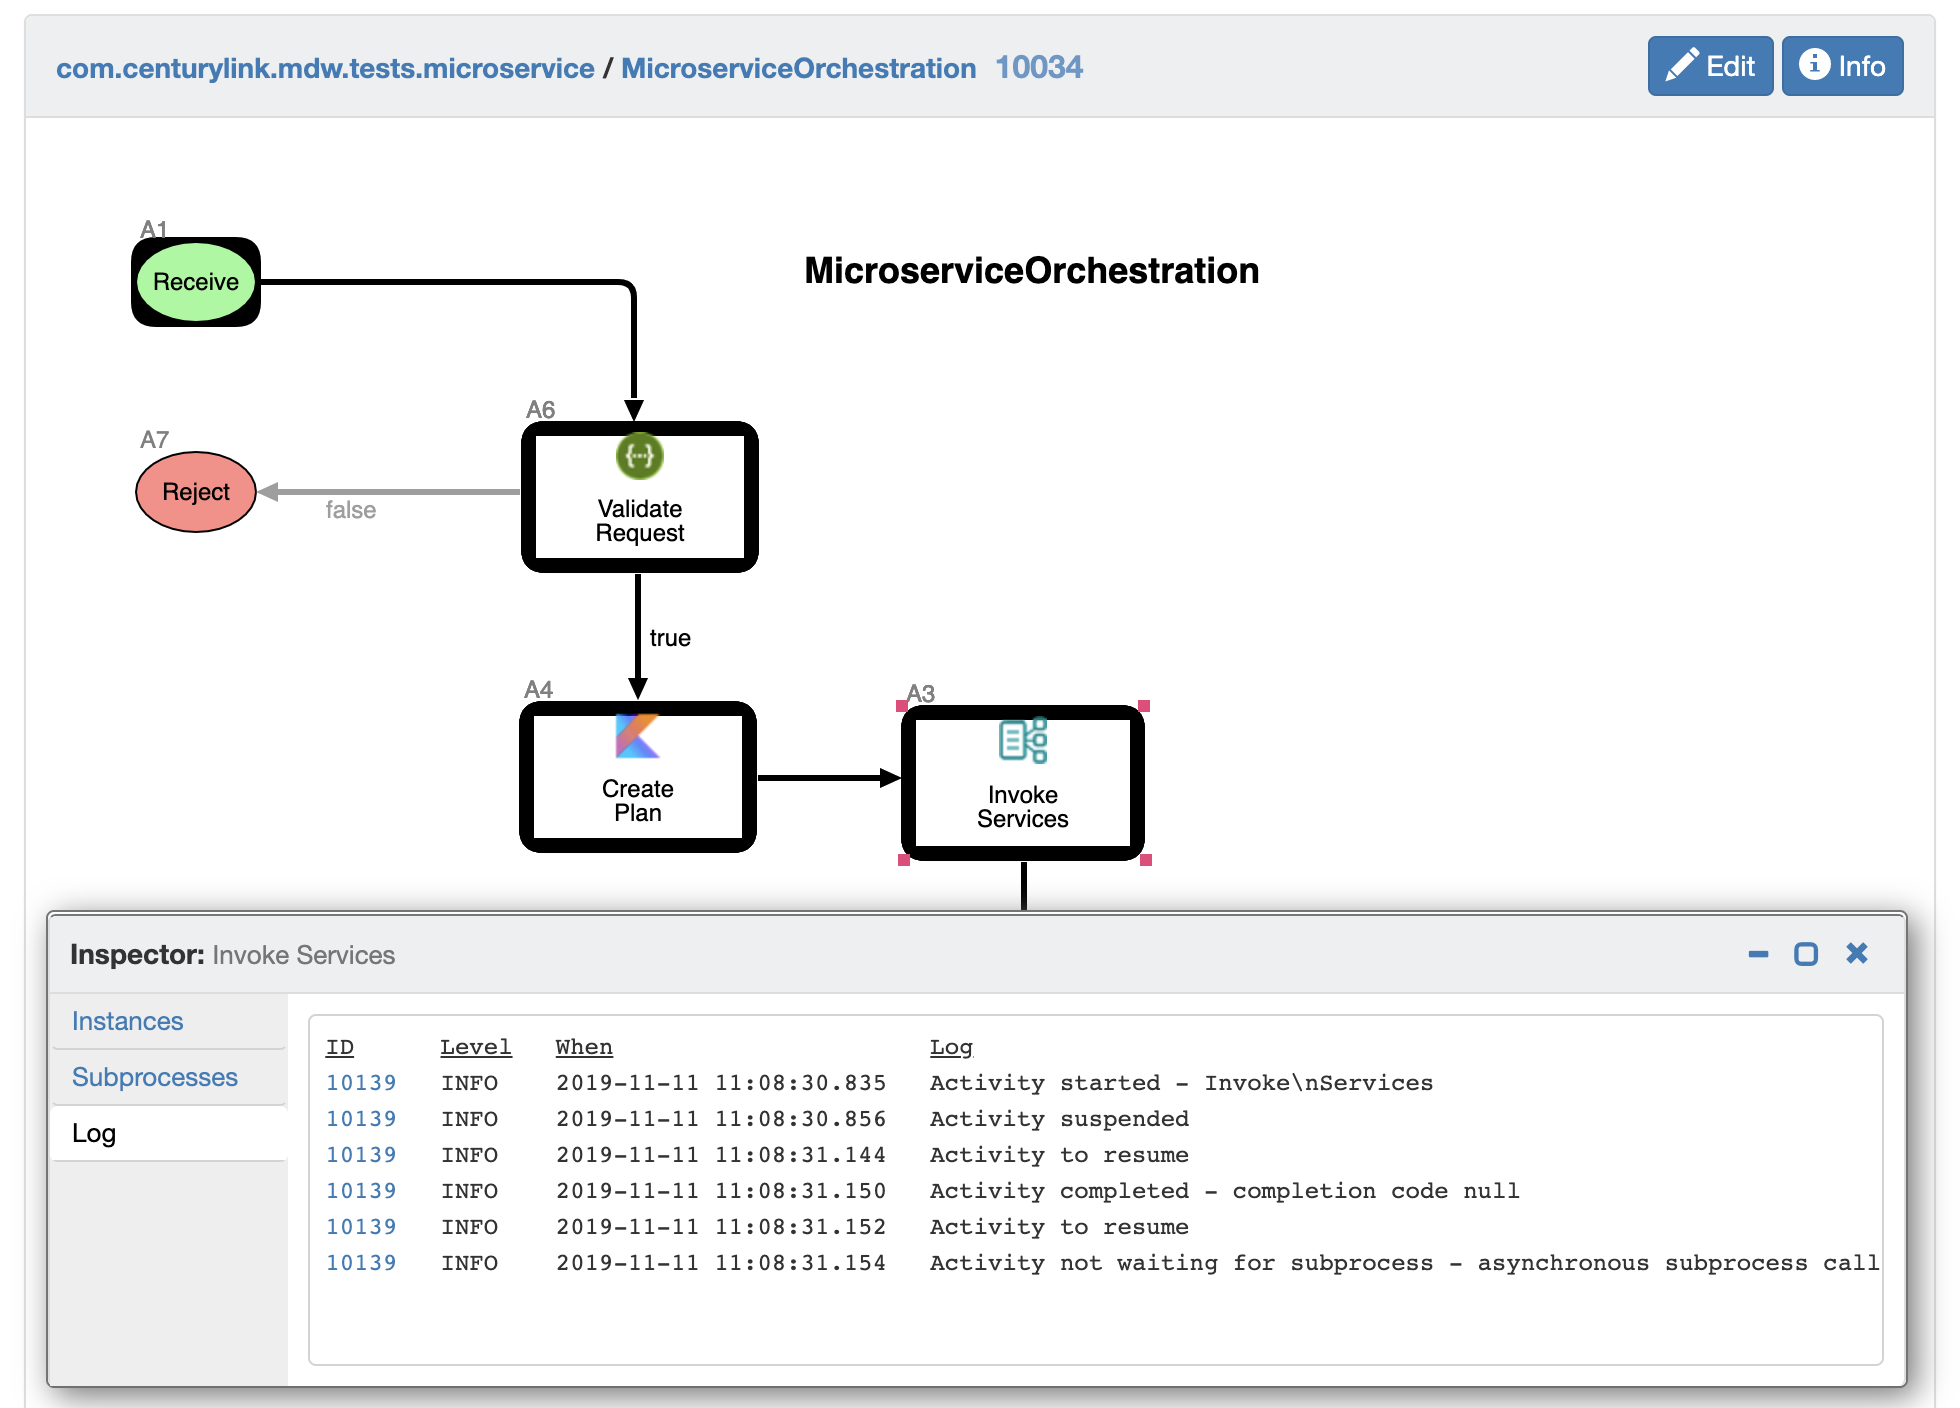 com.centurylink.mdw.tests.microservice / MicroserviceOrchestration 10034
Edit
Info
A1
Receive
MicroserviceOrchestration
A6
Validate
Request
A7
Reject
false
true
A4
Create
Plan
A3
Invoke
Services
Inspector: Invoke Services
Instances
Subprocesses
Log
ID Level When Log
10139 INFO 2019-11-11 11:08:30.835 Activity started - Invoke\nServices
10139 INFO 2019-11-11 11:08:30.856 Activity suspended
10139 INFO 2019-11-11 11:08:31.144 Activity to resume
10139 INFO 2019-11-11 11:08:31.150 Activity completed - completion code null
10139 INFO 2019-11-11 11:08:31.152 Activity to resume
10139 INFO 2019-11-11 11:08:31.154 Activity not waiting for subprocess - asynchronous subprocess call